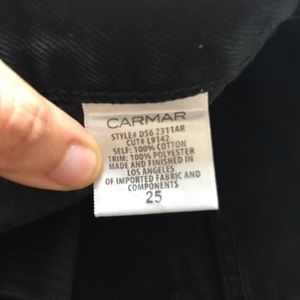 CARMAR
STYLE# D56 2311AR
CUT# L9142
SELF: 100% COTTON
TRIM: 100% POLYESTER
MADE AND FINISHED IN
LOS ANGELES
OF IMPORTED FABRIC AND
COMPONENTS
25